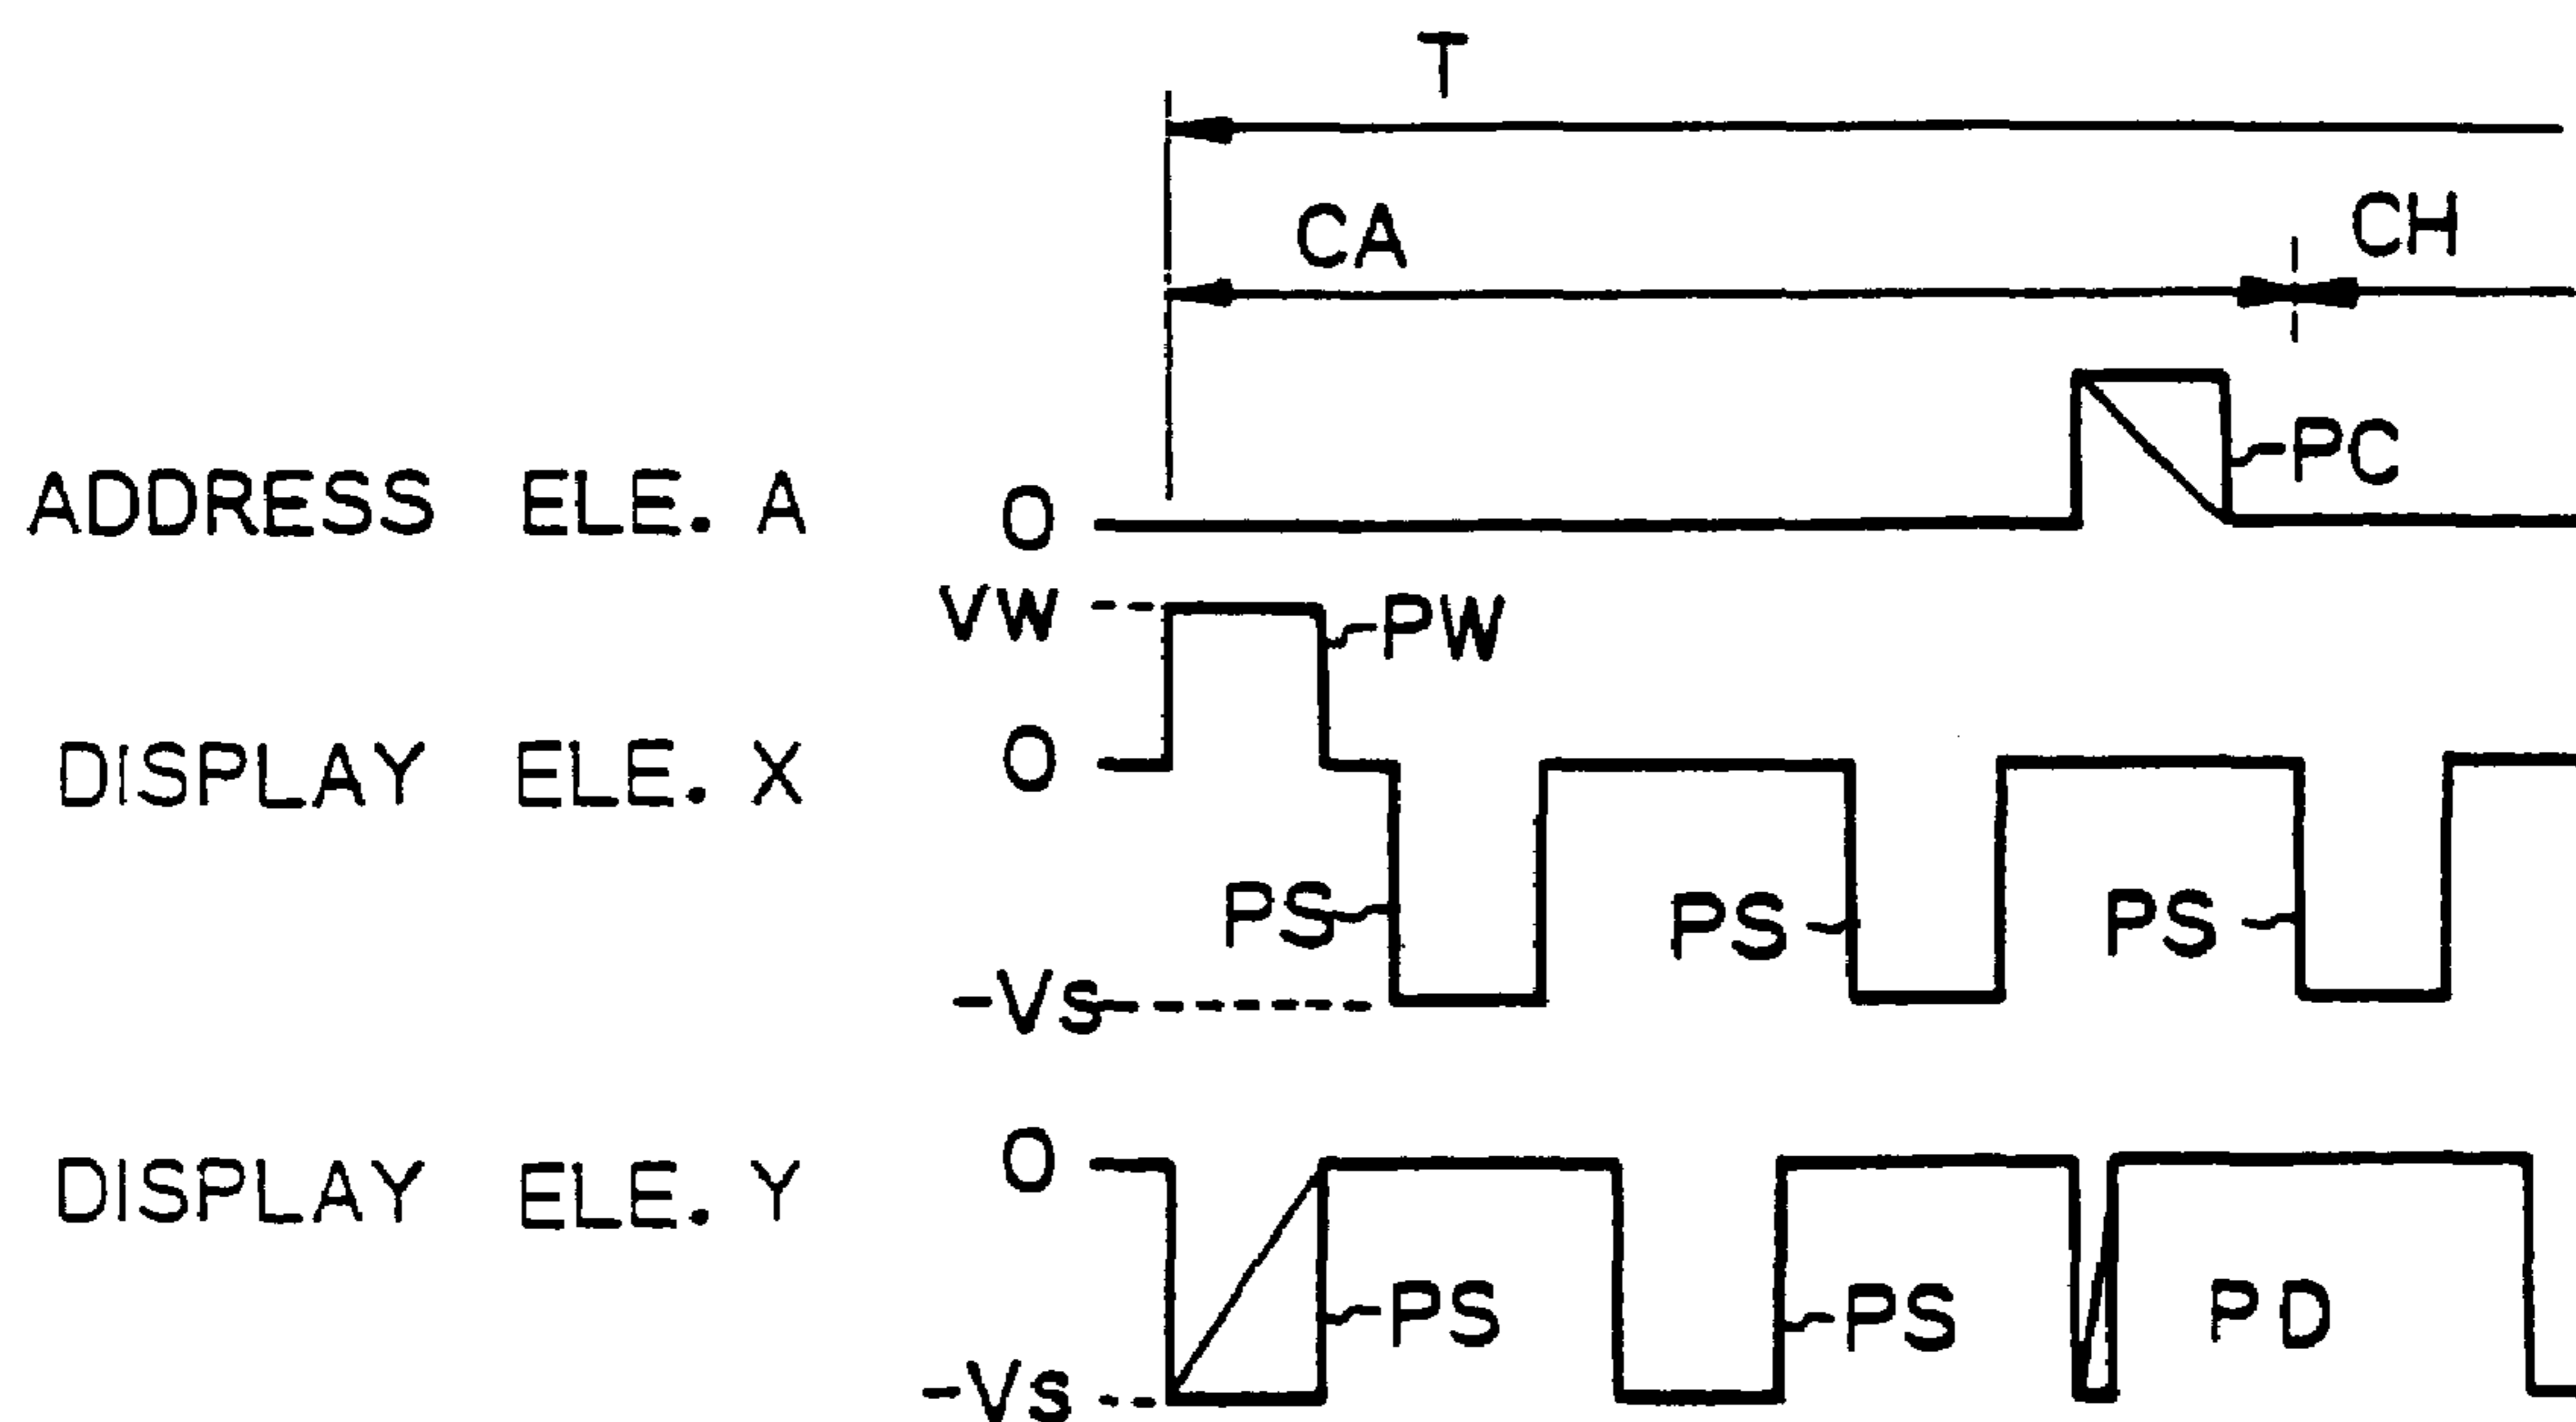 T
CA
CH
ADDRESS ELE. A
0
PC
VW
PW
DISPLAY ELE. X
0
PS
PS
PS
-Vs
DISPLAY ELE. Y
0
PS
PS
PD
-Vs